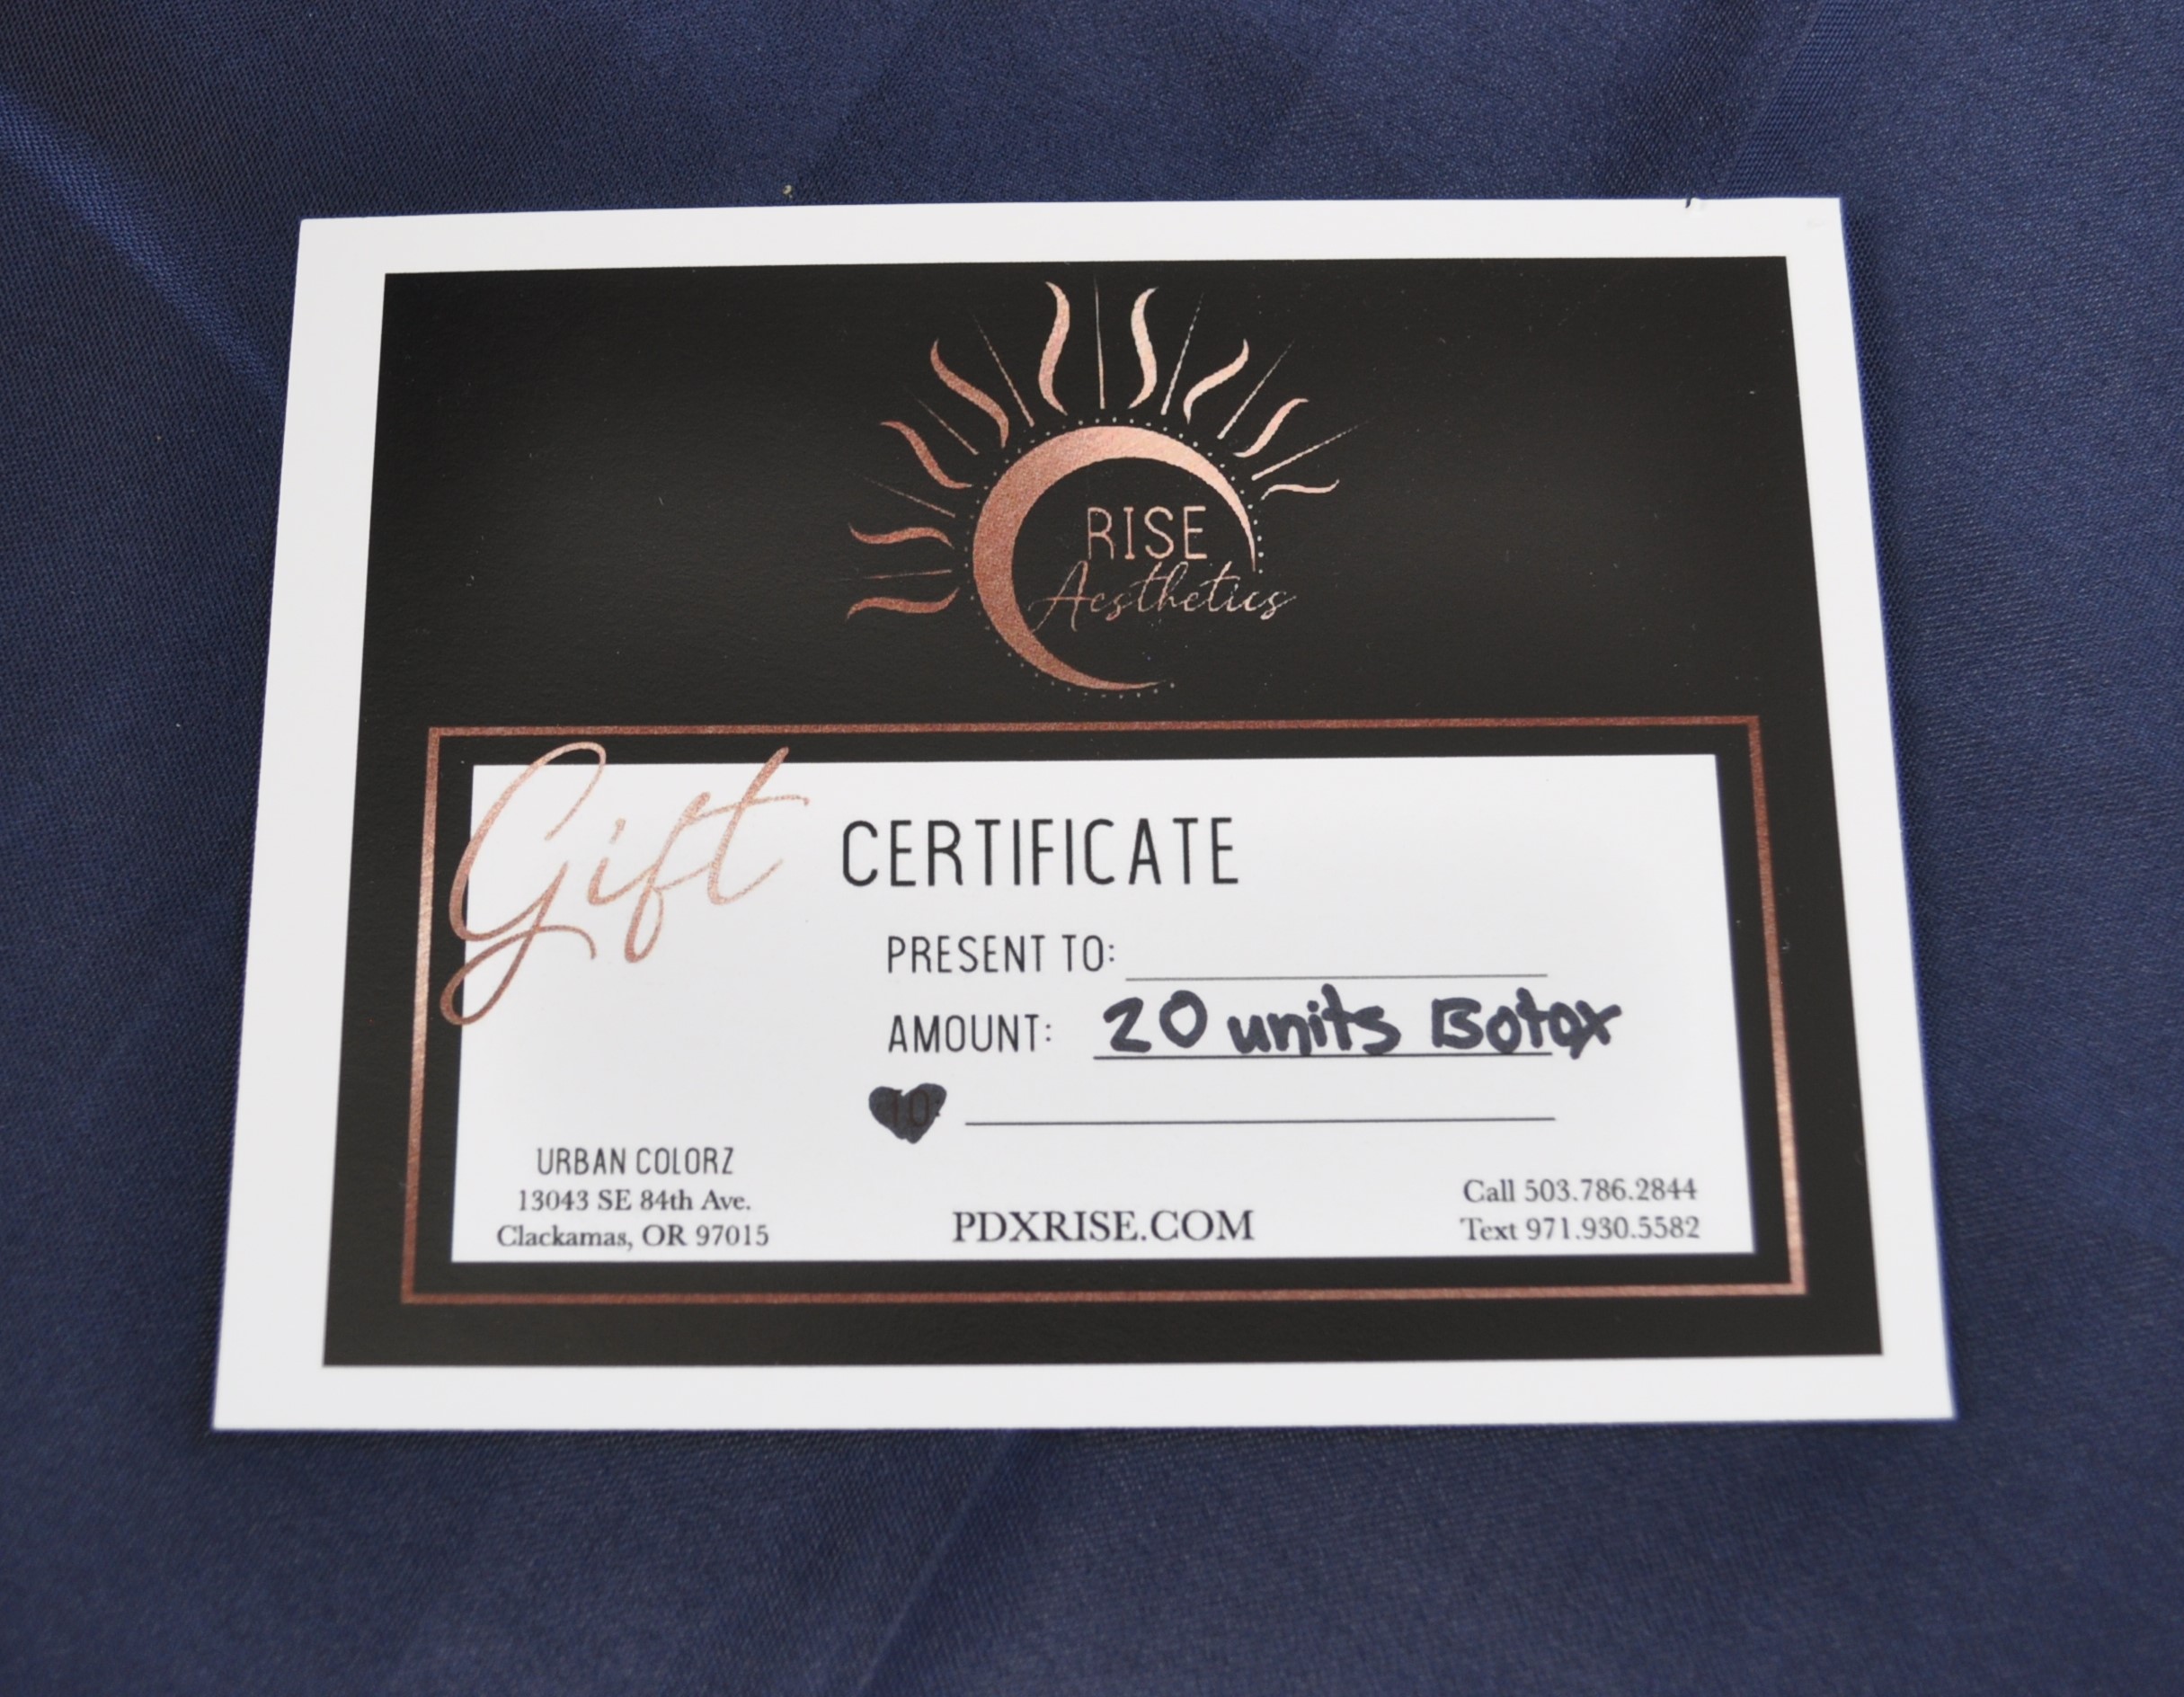 RISE
Aesthetics
Gift CERTIFICATE
PRESENT TO:
AMOUNT: 20 units Botox
TO:
URBAN COLORZ
13043 SE 84th Ave.
Clackamas, OR 97015
PDXRISE.COM
Call 503.786.2844
Text 971.930.5582